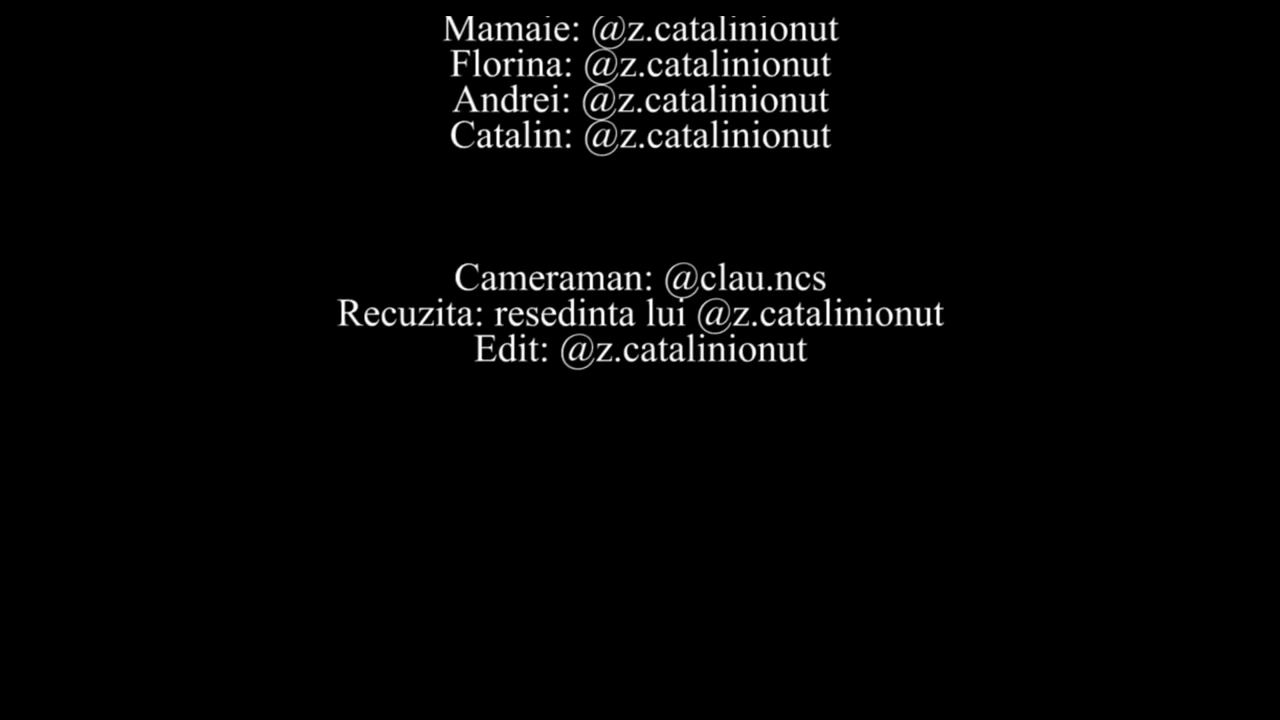 Mamaie: @z.catalinionut
Florina: @z.catalinionut
Andrei: @z.catalinionut
Catalin: @z.catalinionut
Cameraman: @clau.ncs
Recuzita: resedinta lui @z.catalinionut
Edit: @z.catalinionut